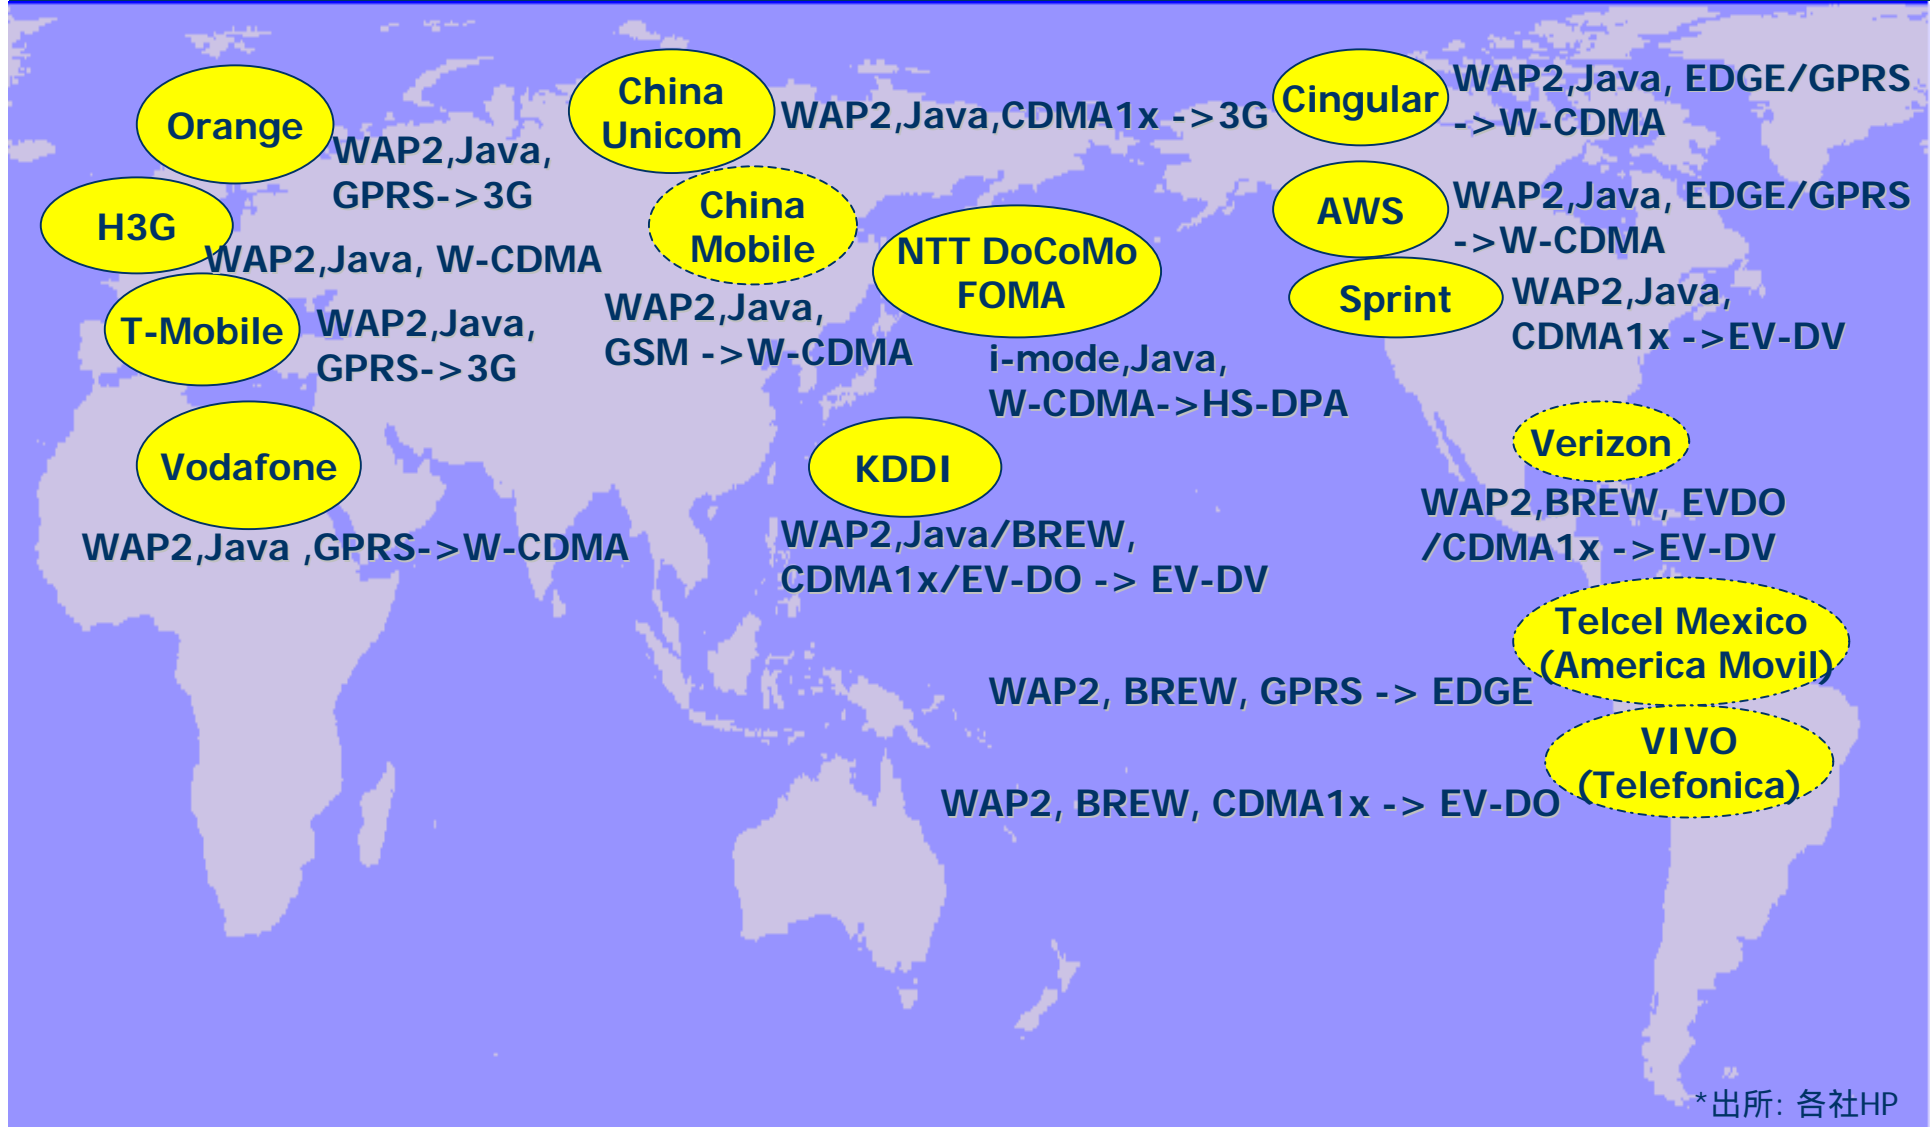 Orange
WAP2,Java,
GPRS->3G
H3G
WAP2,Java, W-CDMA
T-Mobile
WAP2,Java,
GPRS->3G
Vodafone
WAP2,Java ,GPRS->W-CDMA
China
Unicom
WAP2,Java,CDMA1x ->3G
China
Mobile
WAP2,Java,
GSM ->W-CDMA
NTT DoCoMo
FOMA
i-mode,Java,
W-CDMA->HS-DPA
KDDI
WAP2,Java/BREW,
CDMA1x/EV-DO -> EV-DV
Cingular
WAP2,Java, EDGE/GPRS
->W-CDMA
AWS
WAP2,Java, EDGE/GPRS
->W-CDMA
Sprint
WAP2,Java,
CDMA1x ->EV-DV
Verizon
WAP2,BREW, EVDO
/CDMA1x ->EV-DV
Telcel Mexico
(America Movil)
WAP2, BREW, GPRS -> EDGE
VIVO
(Telefonica)
WAP2, BREW, CDMA1x -> EV-DO
*出所: 各社HP